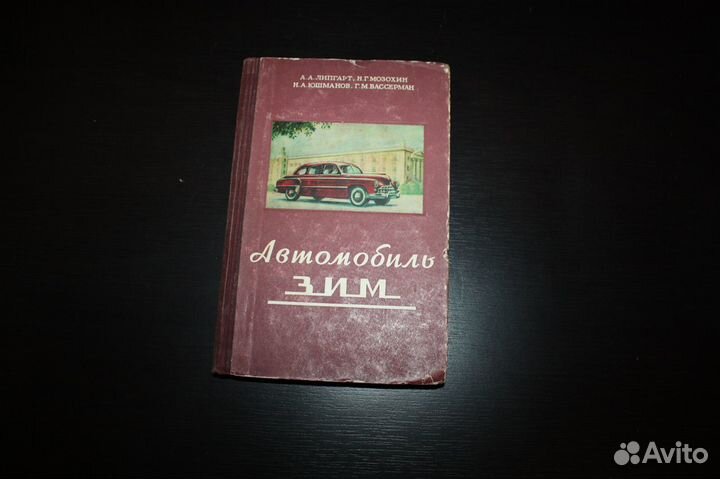 А.А.ЛИПГАРТ, Н.Г.МОЗОХИН
Н.А.ЮШМАНОВ, Г.М.ВАССЕРМАН
Автомобиль
ЗИМ
Avito